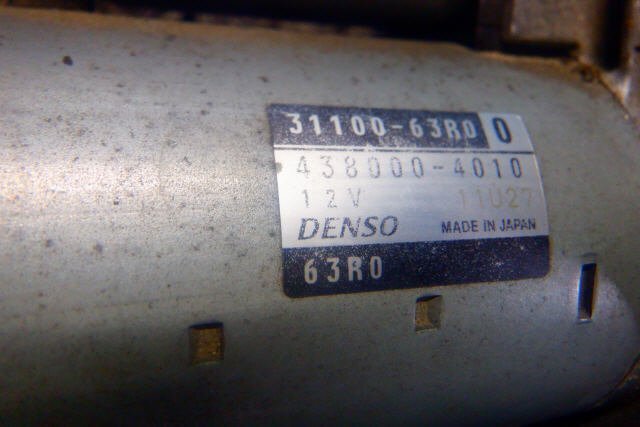 31100-63R0 0
438000-4010
12V 11U27
DENSO MADE IN JAPAN
63R0